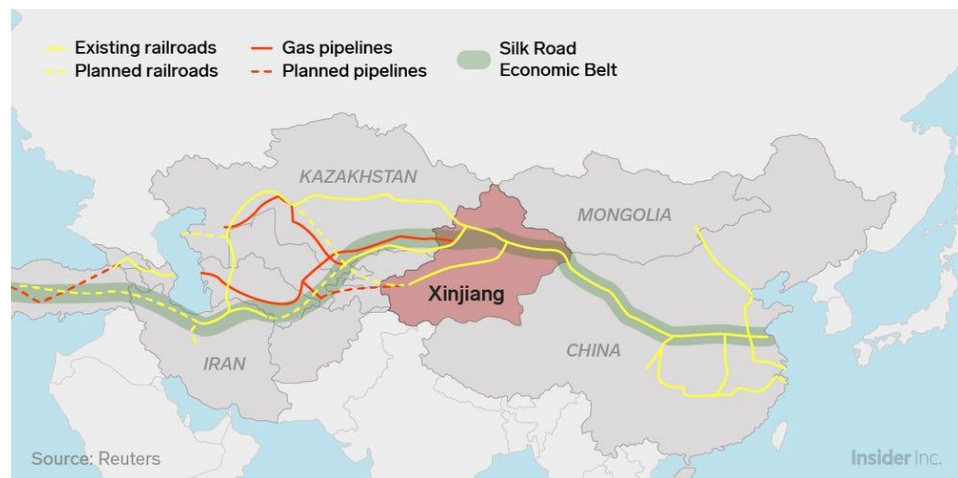 Existing railroads
Planned railroads
Gas pipelines
Planned pipelines
Silk Road
Economic Belt
KAZAKHSTAN
MONGOLIA
Xinjiang
IRAN
CHINA
Source: Reuters
Insider Inc.